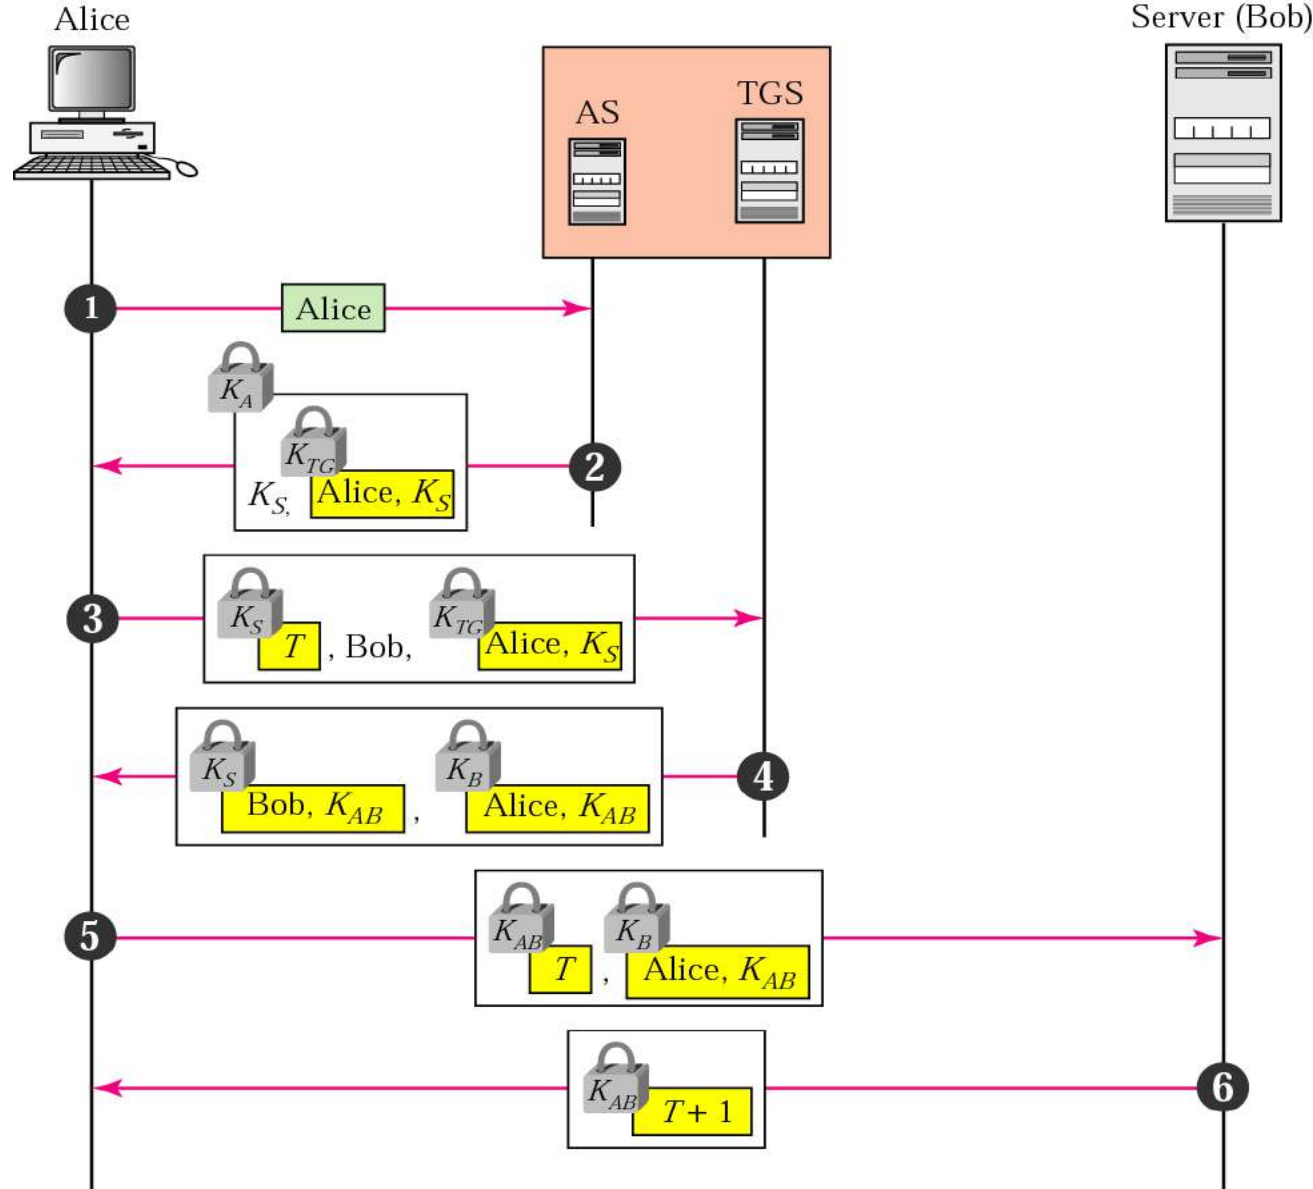 Alice
Server (Bob)
AS
TGS
1
Alice
K_A
K_TG
2
K_S, Alice, K_S
3
K_S
K_TG
T , Bob, Alice, K_S
K_S
K_B
4
Bob, K_AB , Alice, K_AB
5
K_AB
K_B
T , Alice, K_AB
6
K_AB
T + 1